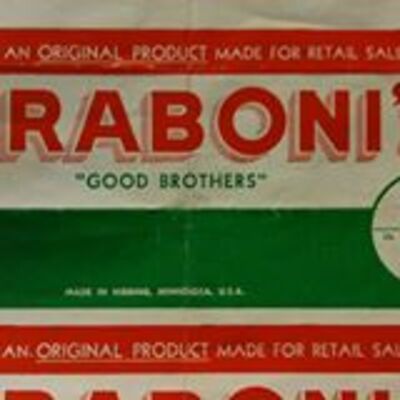 AN ORIGINAL PRODUCT MADE FOR RETAIL SAL
RABONI'
"GOOD BROTHERS"
MADE IN HIBBING, MINNESOTA, U.S.A.
AN ORIGINAL PRODUCT MADE FOR RETAIL SAL
RABONI